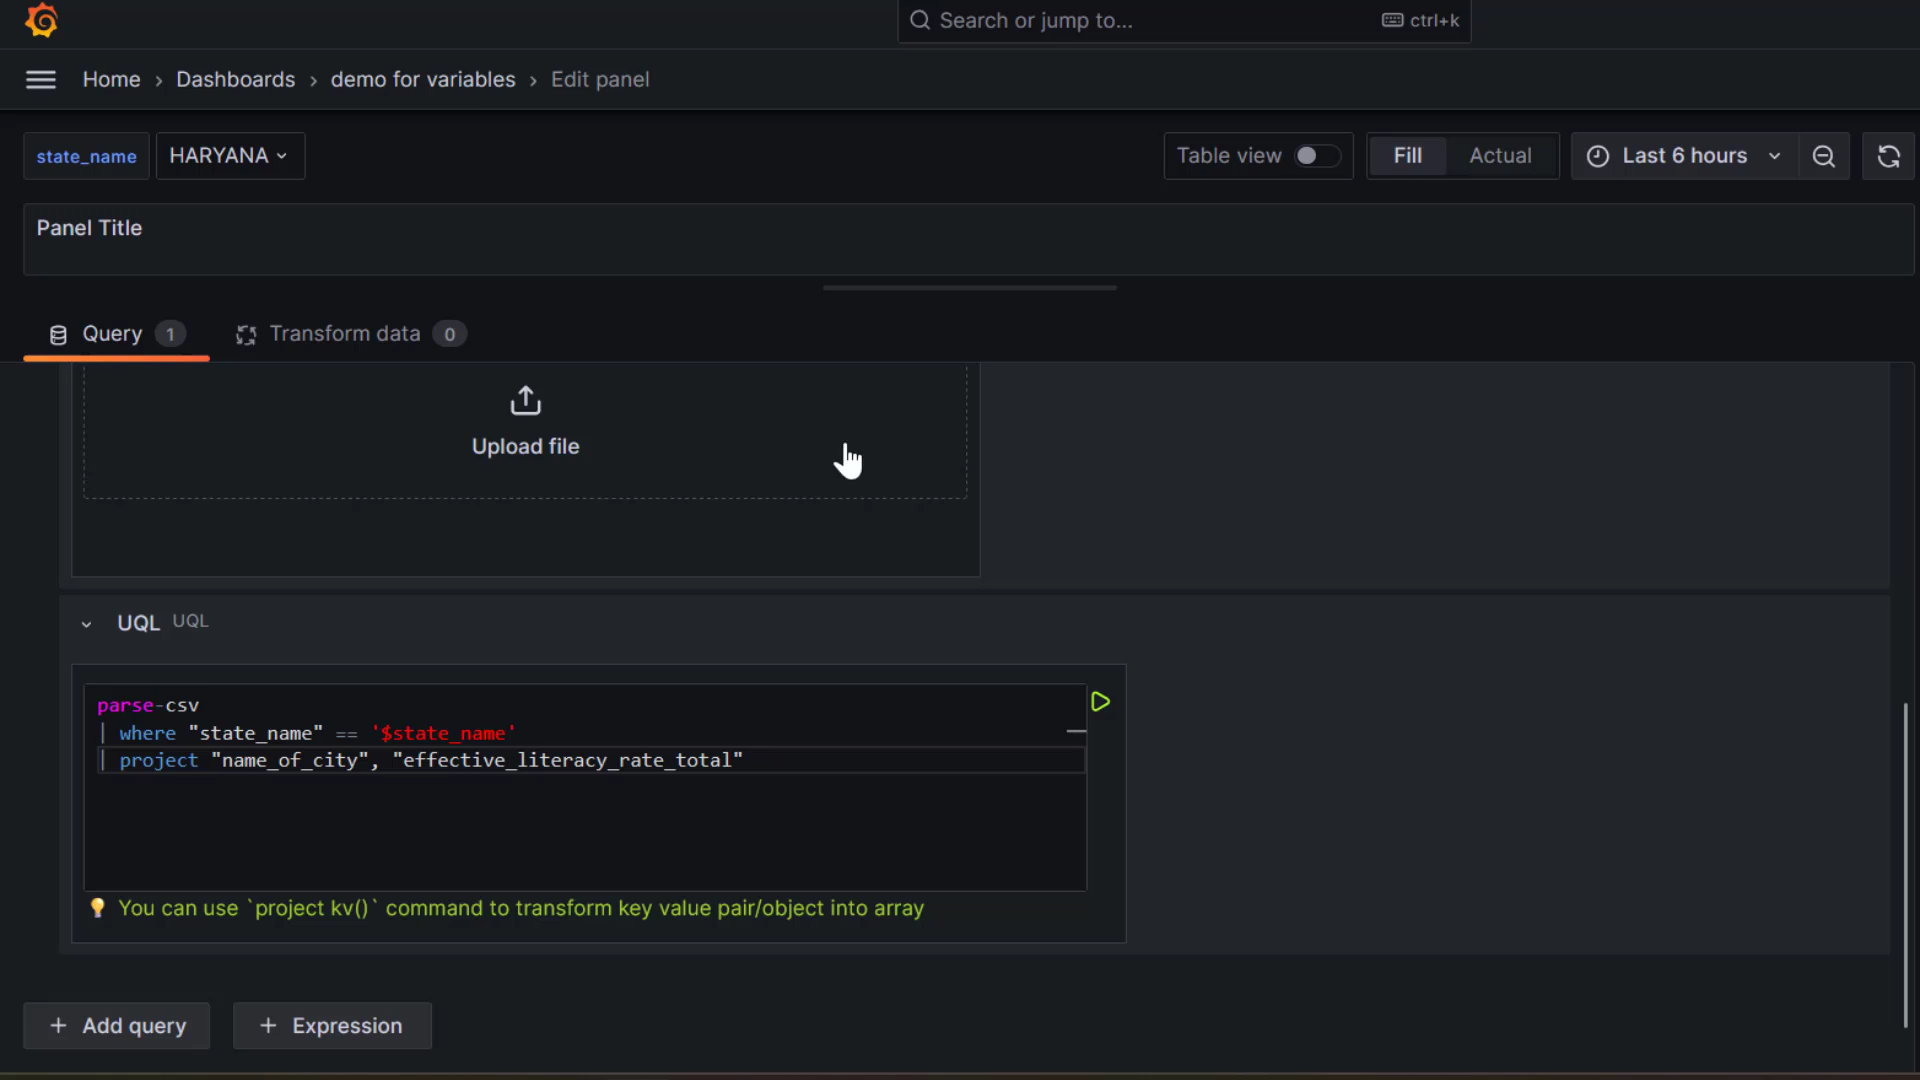 Search or jump to... ctrl+k
Home › Dashboards › demo for variables › Edit panel
state_name HARYANA Table view Fill Actual Last 6 hours
Panel Title
Query 1 Transform data 0
Upload file
UQL UQL
parse-csv
| where "state_name" == '$state_name'
| project "name_of_city", "effective_literacy_rate_total"
💡 You can use `project kv()` command to transform key value pair/object into array
+ Add query + Expression